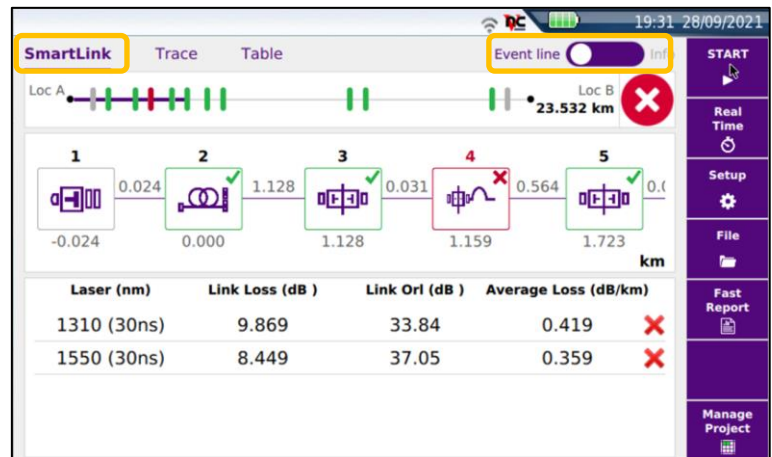 19:31 28/09/2021
SmartLink Trace Table Event line Info
Loc A Loc B
23.532 km
1 2 3 4 5
0.024 1.128 0.031 0.564 0.0
-0.024 0.000 1.128 1.159 1.723
km
Laser (nm) Link Loss (dB ) Link Orl (dB ) Average Loss (dB/km)
1310 (30ns) 9.869 33.84 0.419
1550 (30ns) 8.449 37.05 0.359
START
Real
Time
Setup
File
Fast
Report
Manage
Project